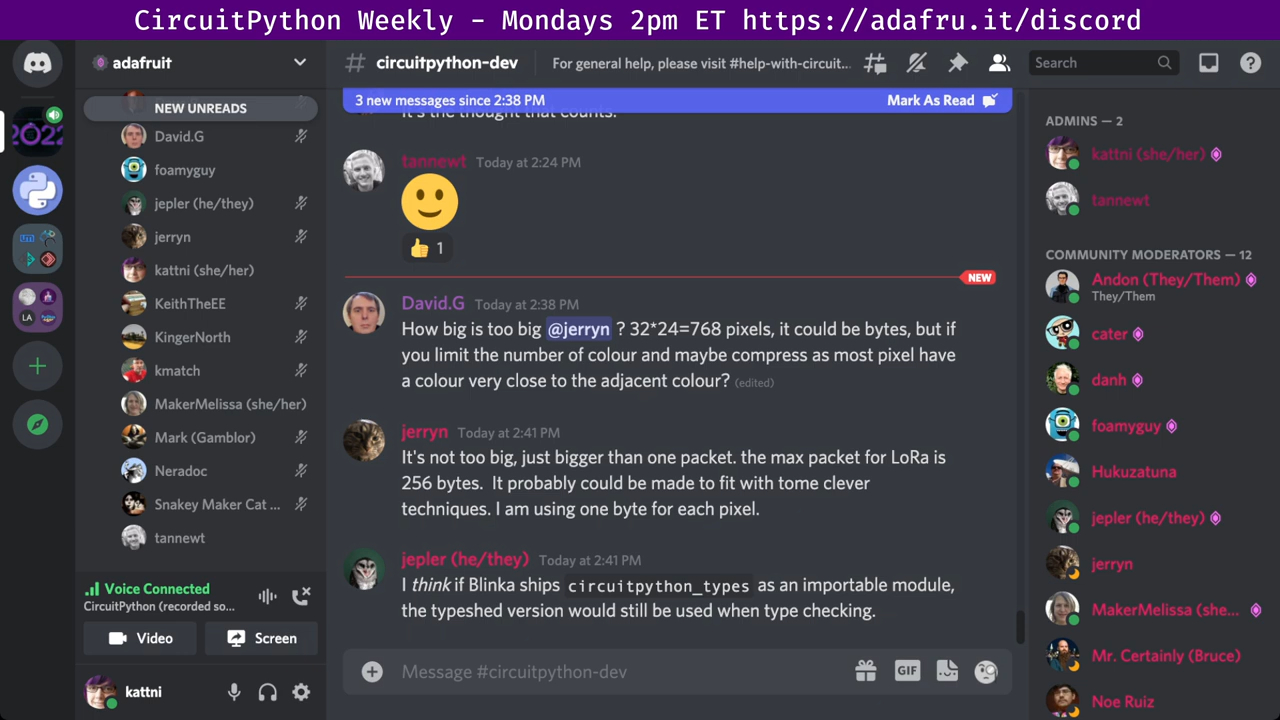 CircuitPython Weekly - Mondays 2pm ET https://adafru.it/discord
adafruit
NEW UNREADS
2022
David.G
foamyguy
jepler (he/they)
jerryn
kattni (she/her)
KeithTheEE
KingerNorth
kmatch
MakerMelissa (she/her)
Mark (Gamblor)
Neradoc
Snakey Maker Cat ...
tannewt
LA
Voice Connected
CircuitPython (recorded so...
Video
Screen
kattni
# circuitpython-dev
For general help, please visit #help-with-circuit...
Search
3 new messages since 2:38 PM
Mark As Read
It's the thought that counts.
tannewt Today at 2:24 PM
1
NEW
David.G Today at 2:38 PM
How big is too big @jerryn ? 32*24=768 pixels, it could be bytes, but if
you limit the number of colour and maybe compress as most pixel have
a colour very close to the adjacent colour? (edited)
jerryn Today at 2:41 PM
It's not too big, just bigger than one packet. the max packet for LoRa is
256 bytes. It probably could be made to fit with tome clever
techniques. I am using one byte for each pixel.
jepler (he/they) Today at 2:41 PM
I think if Blinka ships circuitpython_types as an importable module,
the typeshed version would still be used when type checking.
Message #circuitpython-dev
GIF
ADMINS — 2
kattni (she/her)
tannewt
COMMUNITY MODERATORS — 12
Andon (They/Them)
They/Them
cater
danh
foamyguy
Hukuzatuna
jepler (he/they)
jerryn
MakerMelissa (she...
Mr. Certainly (Bruce)
Noe Ruiz